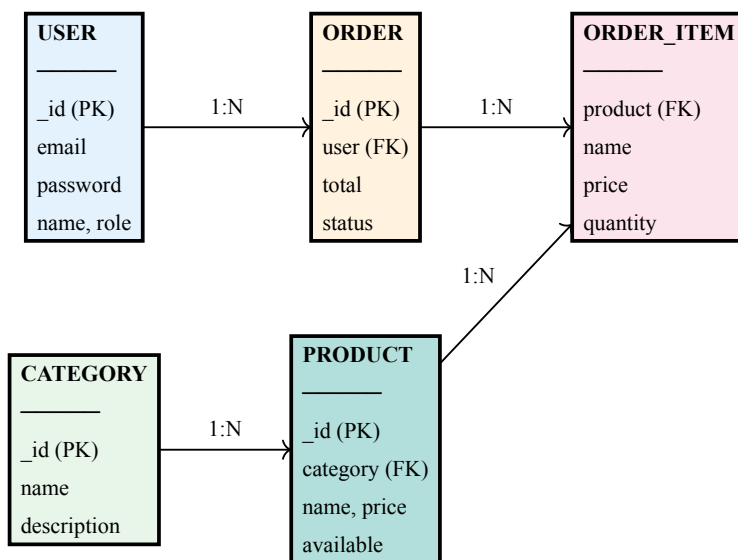 USER
_id (PK)
email
password
name, role
1:N
ORDER
_id (PK)
user (FK)
total
status
1:N
ORDER_ITEM
product (FK)
name
price
quantity
1:N
CATEGORY
_id (PK)
name
description
1:N
PRODUCT
_id (PK)
category (FK)
name, price
available